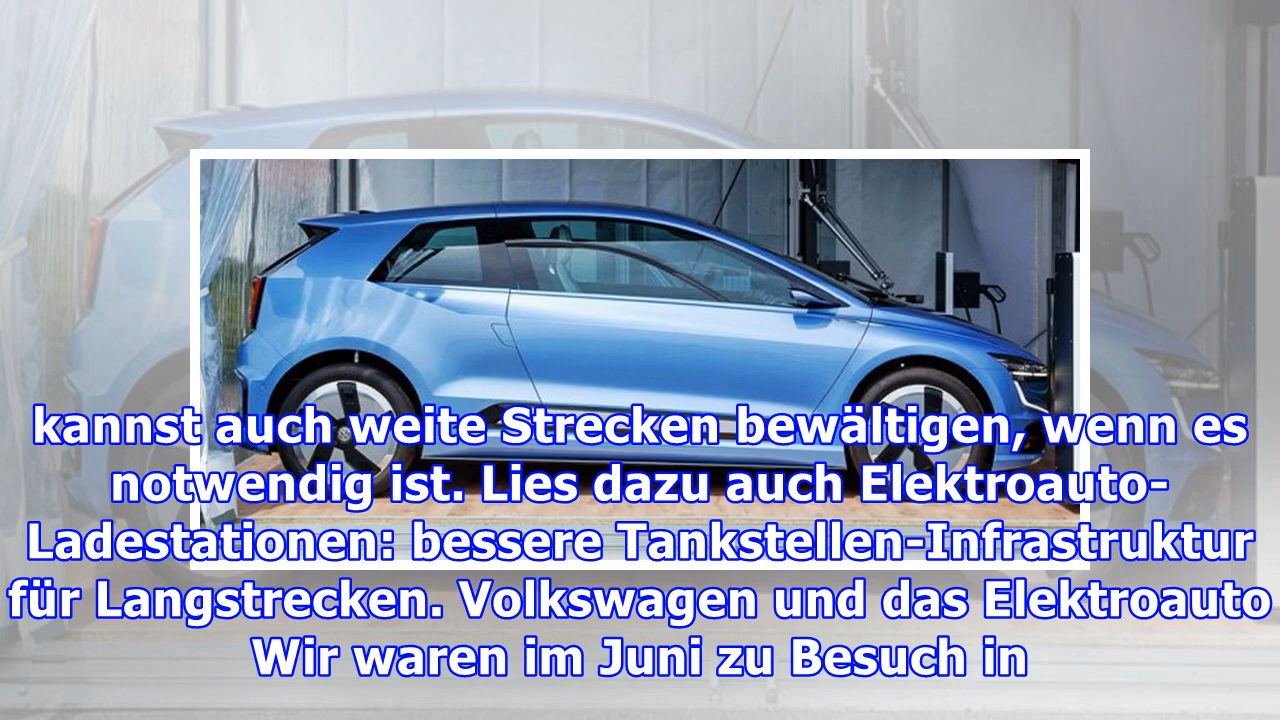 kannst auch weite Strecken bewältigen, wenn es
notwendig ist. Lies dazu auch Elektroauto-
Ladestationen: bessere Tankstellen-Infrastruktur
für Langstrecken. Volkswagen und das Elektroauto
Wir waren im Juni zu Besuch in